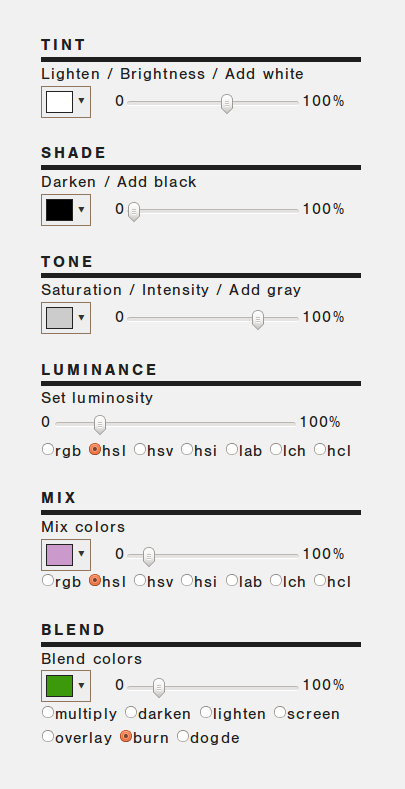 TINT
Lighten / Brightness / Add white
0 100%
SHADE
Darken / Add black
0 100%
TONE
Saturation / Intensity / Add gray
0 100%
LUMINANCE
Set luminosity
0 100%
rgb hsl hsv hsi lab lch hcl
MIX
Mix colors
0 100%
rgb hsl hsv hsi lab lch hcl
BLEND
Blend colors
0 100%
multiply darken lighten screen
overlay burn dogde